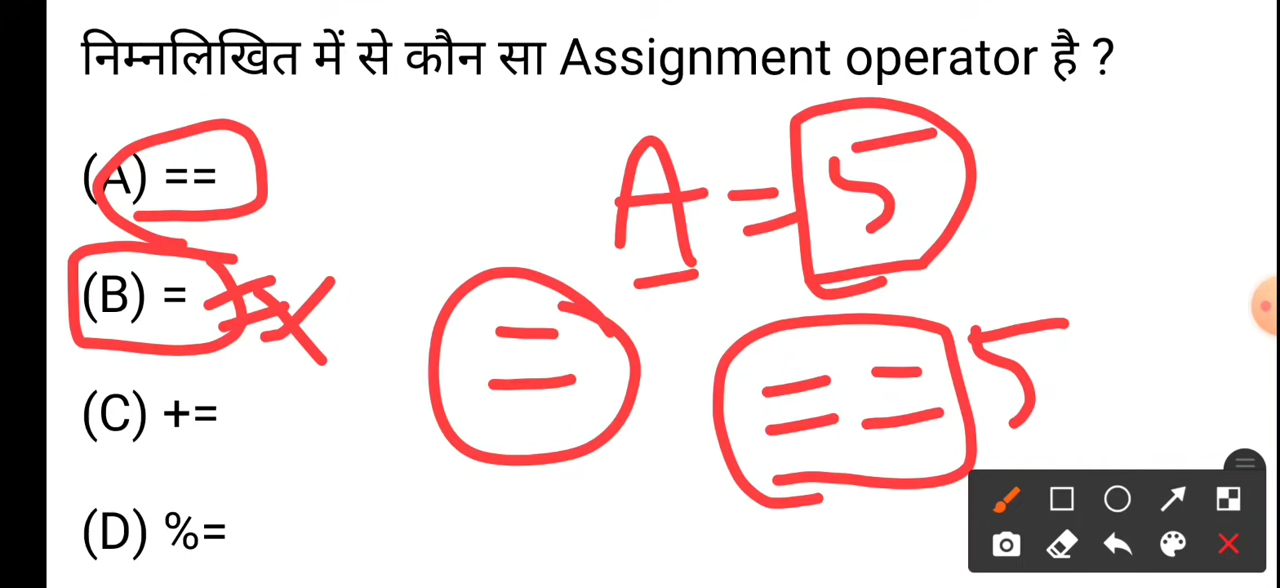 निम्नलिखित में से कौन सा Assignment operator है ?
(A) ==
A = 5
(B) =
=
== 5
(C) +=
(D) %=